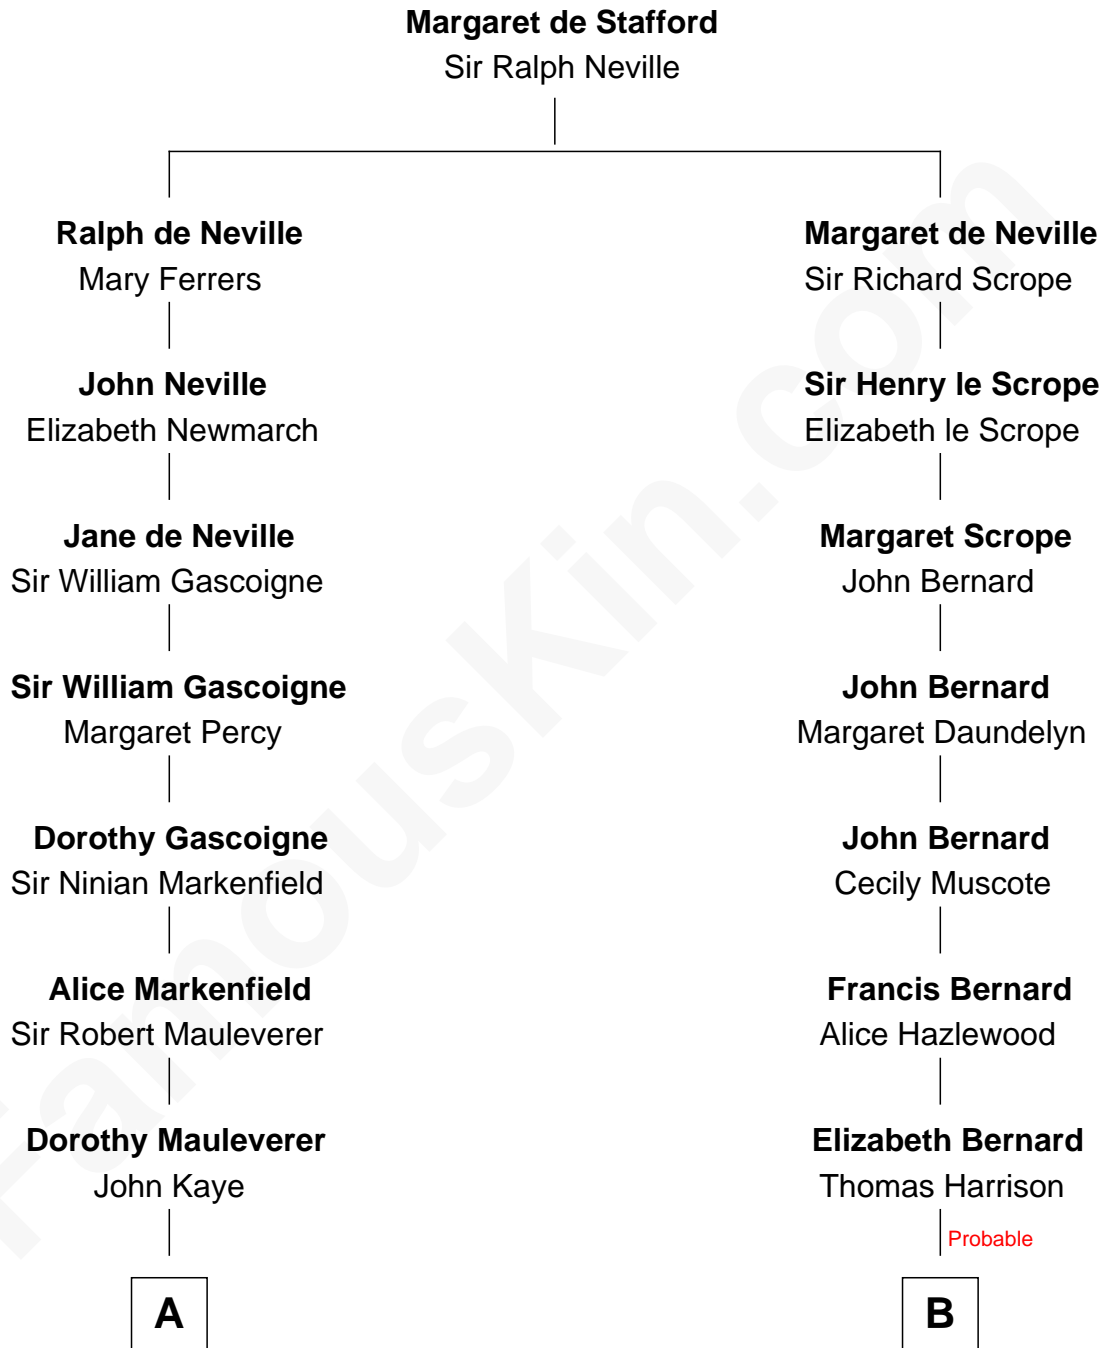 Margaret de Stafford
Sir Ralph Neville
Ralph de Neville
Mary Ferrers
John Neville
Elizabeth Newmarch
Jane de Neville
Sir William Gascoigne
Sir William Gascoigne
Margaret Percy
Dorothy Gascoigne
Sir Ninian Markenfield
Alice Markenfield
Sir Robert Mauleverer
Dorothy Mauleverer
John Kaye
A
Margaret de Neville
Sir Richard Scrope
Sir Henry le Scrope
Elizabeth le Scrope
Margaret Scrope
John Bernard
John Bernard
Margaret Daundelyn
John Bernard
Cecily Muscote
Francis Bernard
Alice Hazlewood
Elizabeth Bernard
Thomas Harrison
Probable
B
FamousKin.com